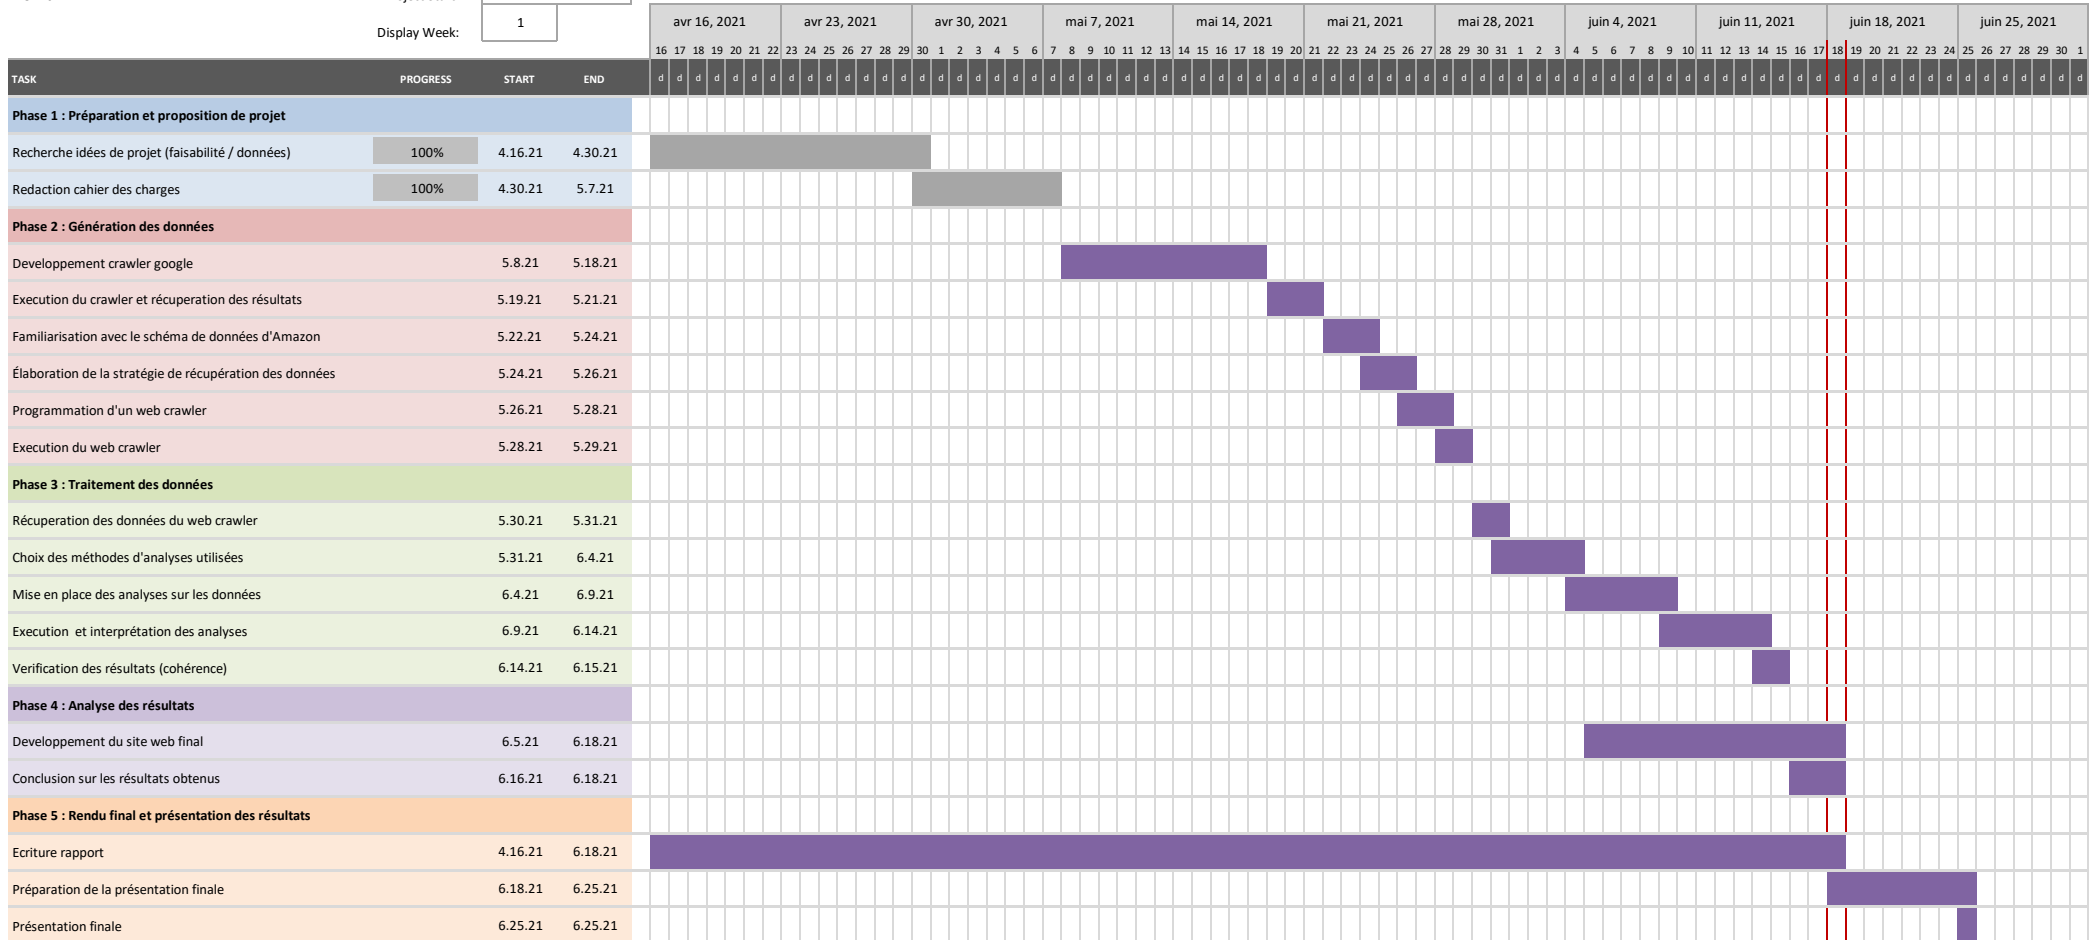 Display Week: 1
avr 16, 2021 avr 23, 2021 avr 30, 2021 mai 7, 2021 mai 14, 2021 mai 21, 2021 mai 28, 2021 juin 4, 2021 juin 11, 2021 juin 18, 2021 juin 25, 2021
16 17 18 19 20 21 22 23 24 25 26 27 28 29 30 1 2 3 4 5 6 7 8 9 10 11 12 13 14 15 16 17 18 19 20 21 22 23 24 25 26 27 28 29 30 31 1 2 3 4 5 6 7 8 9 10 11 12 13 14 15 16 17 18 19 20 21 22 23 24 25 26 27 28 29 30 1
TASK PROGRESS START END d d d d d d d d d d d d d d d d d d d d d d d d d d d d d d d d d d d d d d d d d d d d d d d d d d d d d d d d d d d d d d d d d d d d d d d d d d d d d
Phase 1 : Préparation et proposition de projet
Recherche idées de projet (faisabilité / données) 100% 4.16.21 4.30.21
Redaction cahier des charges 100% 4.30.21 5.7.21
Phase 2 : Génération des données
Developpement crawler google 5.8.21 5.18.21
Execution du crawler et récuperation des résultats 5.19.21 5.21.21
Familiarisation avec le schéma de données d'Amazon 5.22.21 5.24.21
Élaboration de la stratégie de récupération des données 5.24.21 5.26.21
Programmation d'un web crawler 5.26.21 5.28.21
Execution du web crawler 5.28.21 5.29.21
Phase 3 : Traitement des données
Récuperation des données du web crawler 5.30.21 5.31.21
Choix des méthodes d'analyses utilisées 5.31.21 6.4.21
Mise en place des analyses sur les données 6.4.21 6.9.21
Execution  et interprétation des analyses 6.9.21 6.14.21
Verification des résultats (cohérence) 6.14.21 6.15.21
Phase 4 : Analyse des résultats
Developpement du site web final 6.5.21 6.18.21
Conclusion sur les résultats obtenus 6.16.21 6.18.21
Phase 5 : Rendu final et présentation des résultats
Ecriture rapport 4.16.21 6.18.21
Préparation de la présentation finale 6.18.21 6.25.21
Présentation finale 6.25.21 6.25.21